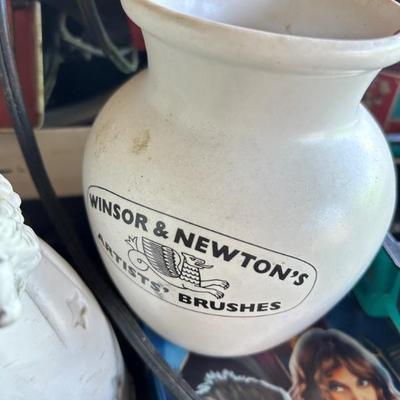 WINSOR & NEWTON'S
ARTISTS' BRUSHES